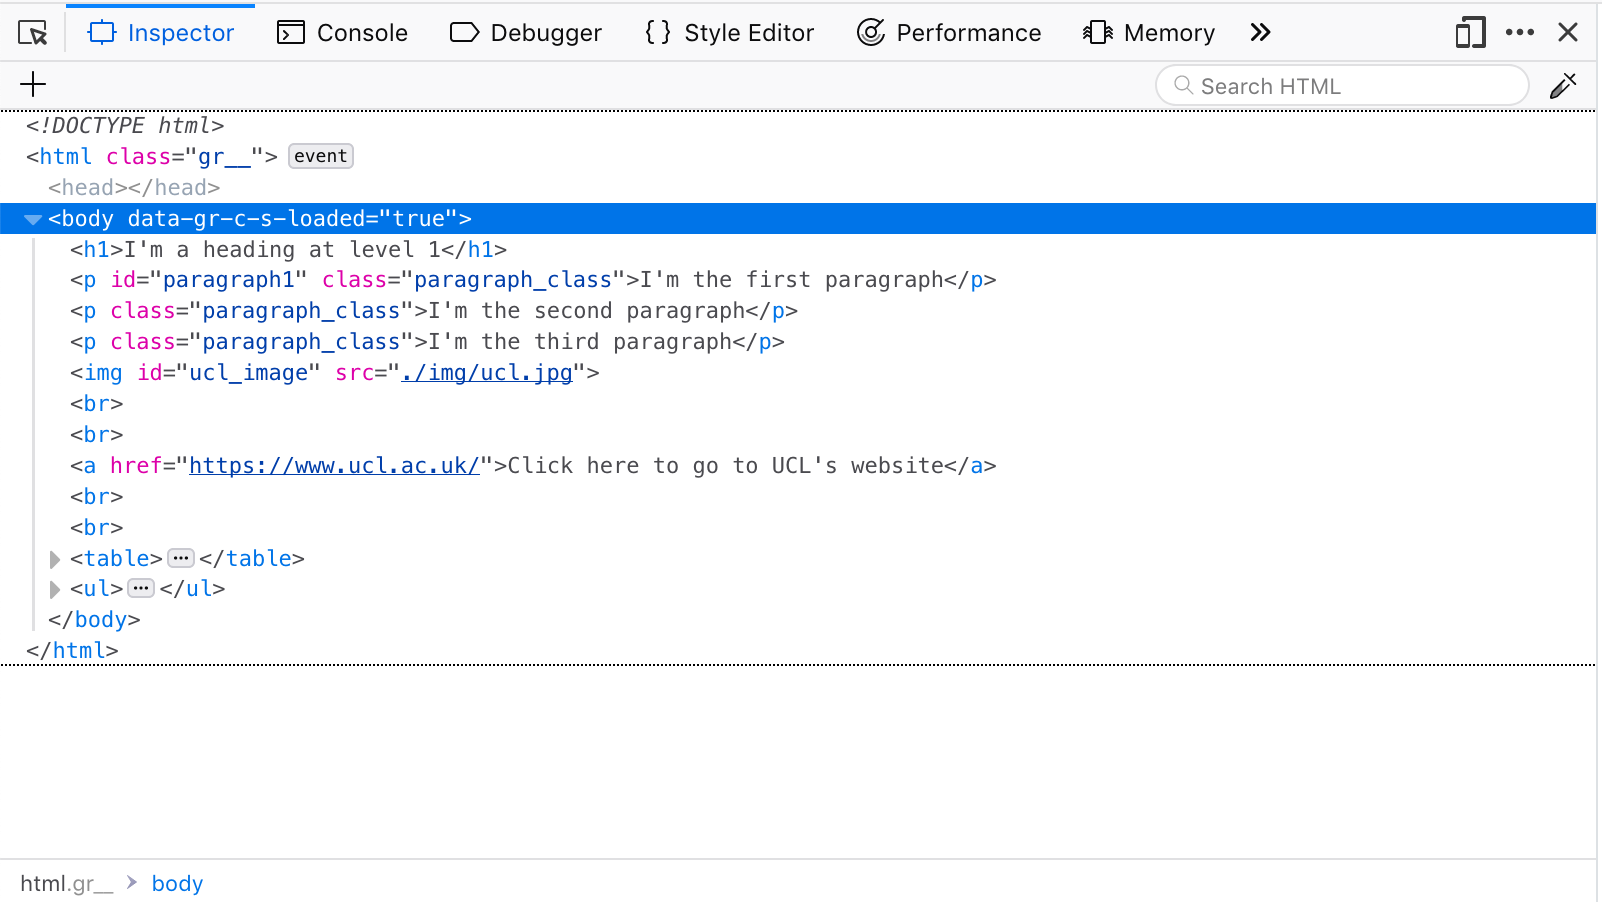 Inspector Console Debugger { } Style Editor Performance Memory
Search HTML
<!DOCTYPE html>
<html class="gr__"> event
<head></head>
<body data-gr-c-s-loaded="true">
<h1>I'm a heading at level 1</h1>
<p id="paragraph1" class="paragraph_class">I'm the first paragraph</p>
<p class="paragraph_class">I'm the second paragraph</p>
<p class="paragraph_class">I'm the third paragraph</p>
<img id="ucl_image" src="./img/ucl.jpg">
<br>
<br>
<a href="https://www.ucl.ac.uk/">Click here to go to UCL's website</a>
<br>
<br>
<table>…</table>
<ul>…</ul>
</body>
</html>
html.gr__ > body